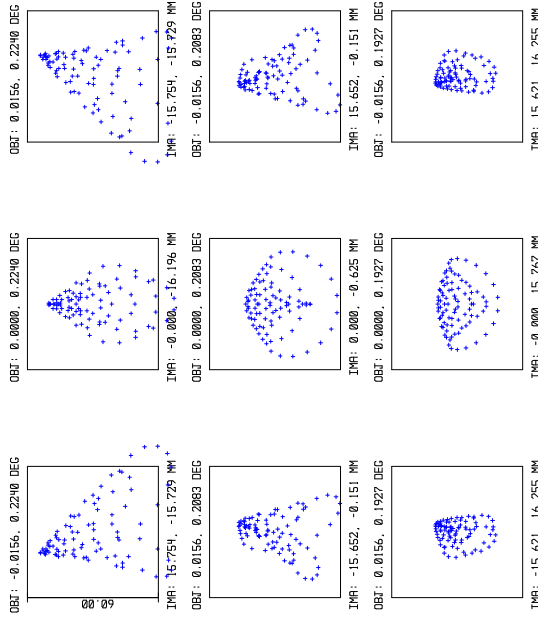 OBJ: -0.0156, 0.2240 DEG
OBJ: 0.0000, 0.2240 DEG
OBJ: 0.0156, 0.2240 DEG
60.00
IMA: 15.754, -15.729 MM
IMA: -0.000, -16.196 MM
IMA: -15.754, -15.729 MM
OBJ: 0.0156, 0.2083 DEG
OBJ: 0.0000, 0.2083 DEG
OBJ: -0.0156, 0.2083 DEG
IMA: -15.652, -0.151 MM
IMA: 0.000, -0.625 MM
IMA: 15.652, -0.151 MM
OBJ: 0.0156, 0.1927 DEG
OBJ: 0.0000, 0.1927 DEG
OBJ: -0.0156, 0.1927 DEG
IMA: -15.621, 16.255 MM
IMA: -0.000, 15.767 MM
IMA: 15.621, 16.255 MM